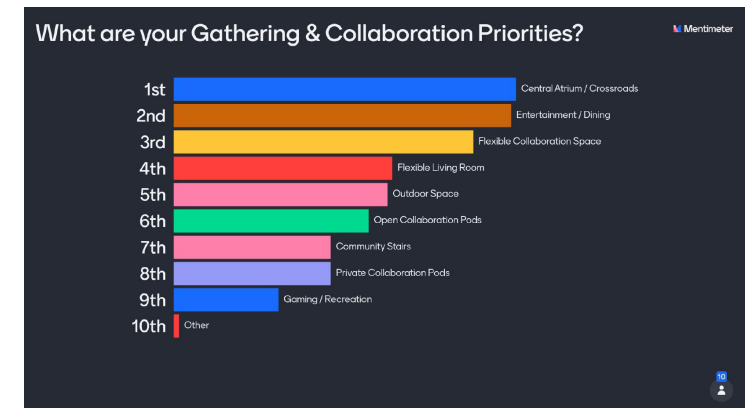 What are your Gathering & Collaboration Priorities?
Mentimeter
1st Central Atrium / Crossroads
2nd Entertainment / Dining
3rd Flexible Collaboration Space
4th Flexible Living Room
5th Outdoor Space
6th Open Collaboration Pods
7th Community Stairs
8th Private Collaboration Pods
9th Gaming / Recreation
10th Other
10